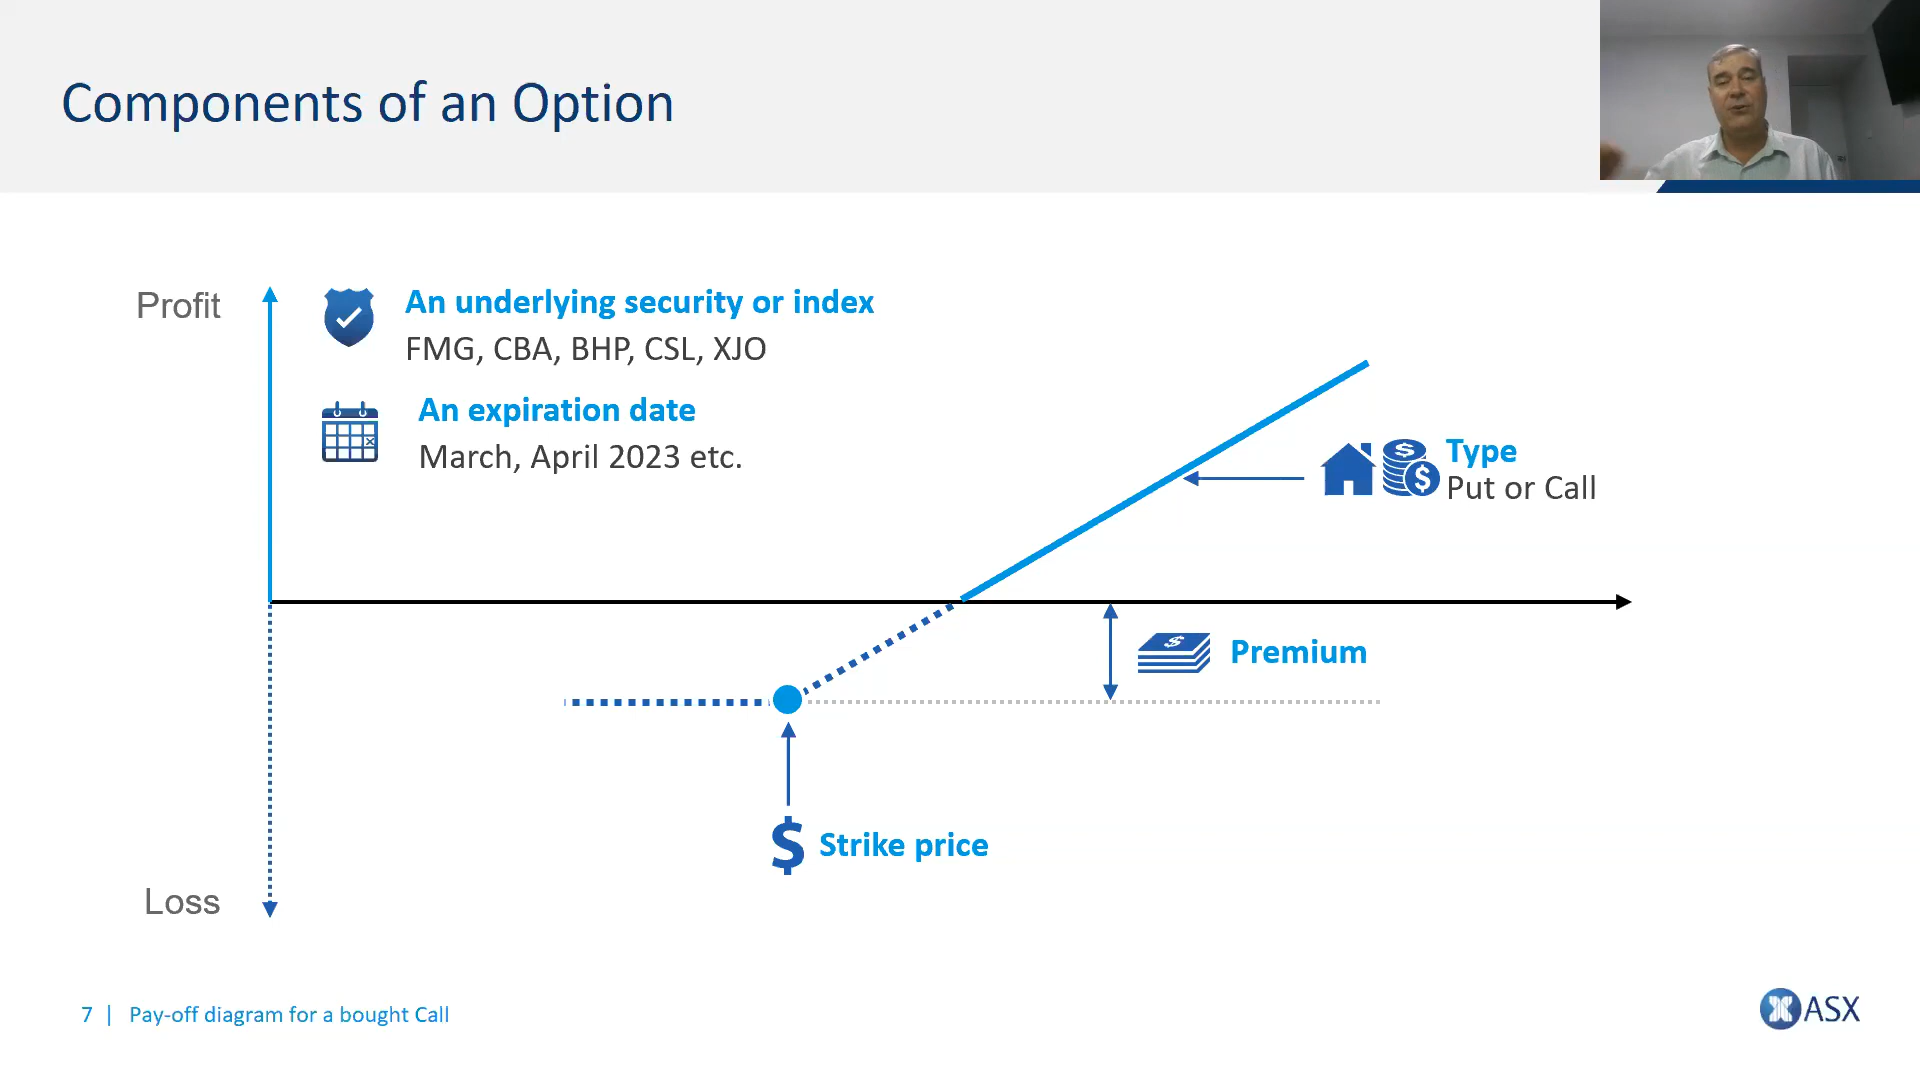 Components of an Option
Profit
An underlying security or index
FMG, CBA, BHP, CSL, XJO
An expiration date
March, April 2023 etc.
Type
Put or Call
Premium
$ Strike price
Loss
7 | Pay-off diagram for a bought Call
ASX